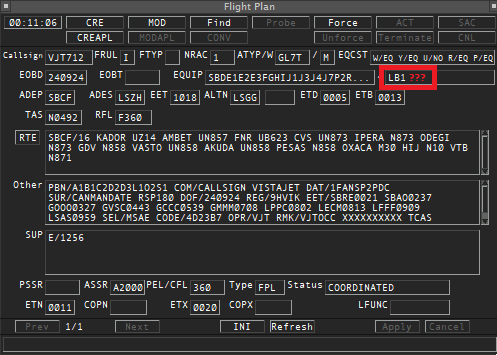 Flight Plan
00:11:06 CRE MOD Find Probe Force ACT SAC
CREAPL MODAPL CONV Unforce Terminate CNL
Callsign VJT712 FRUL I FTYP NRAC 1 ATYP/W GL7T / M EQCST W/EQ Y/EQ U/NO R/EQ P/EQ
EOBD 240924 EOBT EQUIP SBDE1E2E3FGHIJ1J3J4J7P2R... / LB1 ???
ADEP SBCF ADES LSZH EET 1018 ALTN LSGG ETD 0005 ETB 0013
TAS N0492 RFL F360
RTE SBCF/16 KADOR UZ14 AMBET UN857 FNR UB623 CVS UN873 IPERA N873 ODEGI
N873 GDV N858 VASTO UN858 AKUDA UN858 PESAS N858 OXACA M30 HIJ N10 VTB
N871
Other PBN/A1B1C2D2D3L1O2S1 COM/CALLSIGN VISTAJET DAT/1FANSP2PDC
SUR/CANMANDATE RSP180 DOF/240924 REG/9HVIK EET/SBRE0021 SBAO0237
GOOO0327 GVSC0443 GCCC0539 GMMM0708 LPPC0802 LECM0813 LFFF0909
LSAS0959 SEL/MSAE CODE/4D23B7 OPR/VJT RMK/VJTOCC XXXXXXXXXX TCAS
SUP E/1256
PSSR ASSR A2000 PEL/CFL 360 Type FPL Status COORDINATED
ETN 0011 COPN ETX 0020 COPX LFUNC
Prev 1/1 Next INI Refresh Apply Cancel